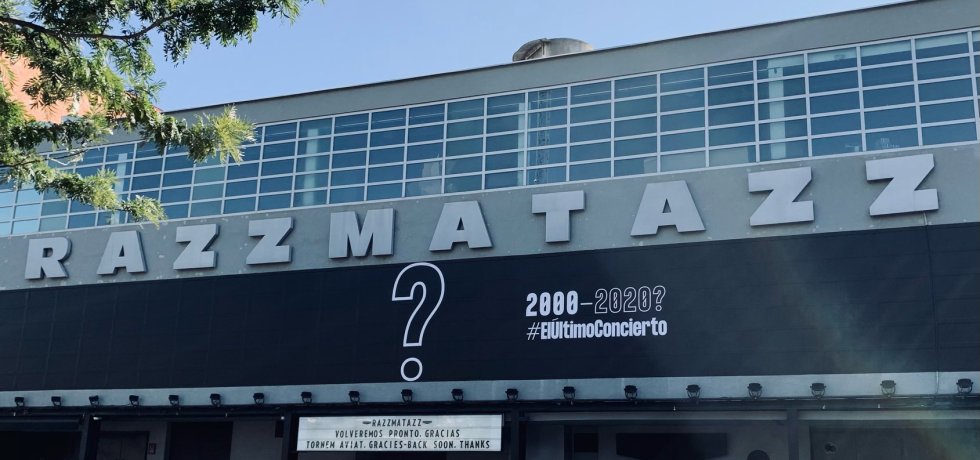 RAZZMATAZZ
?
2000-2020?
#ElÚltimoConcierto
-RAZZMATAZZ-
VOLVEREMOS PRONTO. GRACIAS
TORNEM AVIAT. GRÀCIES-BACK SOON. THANKS